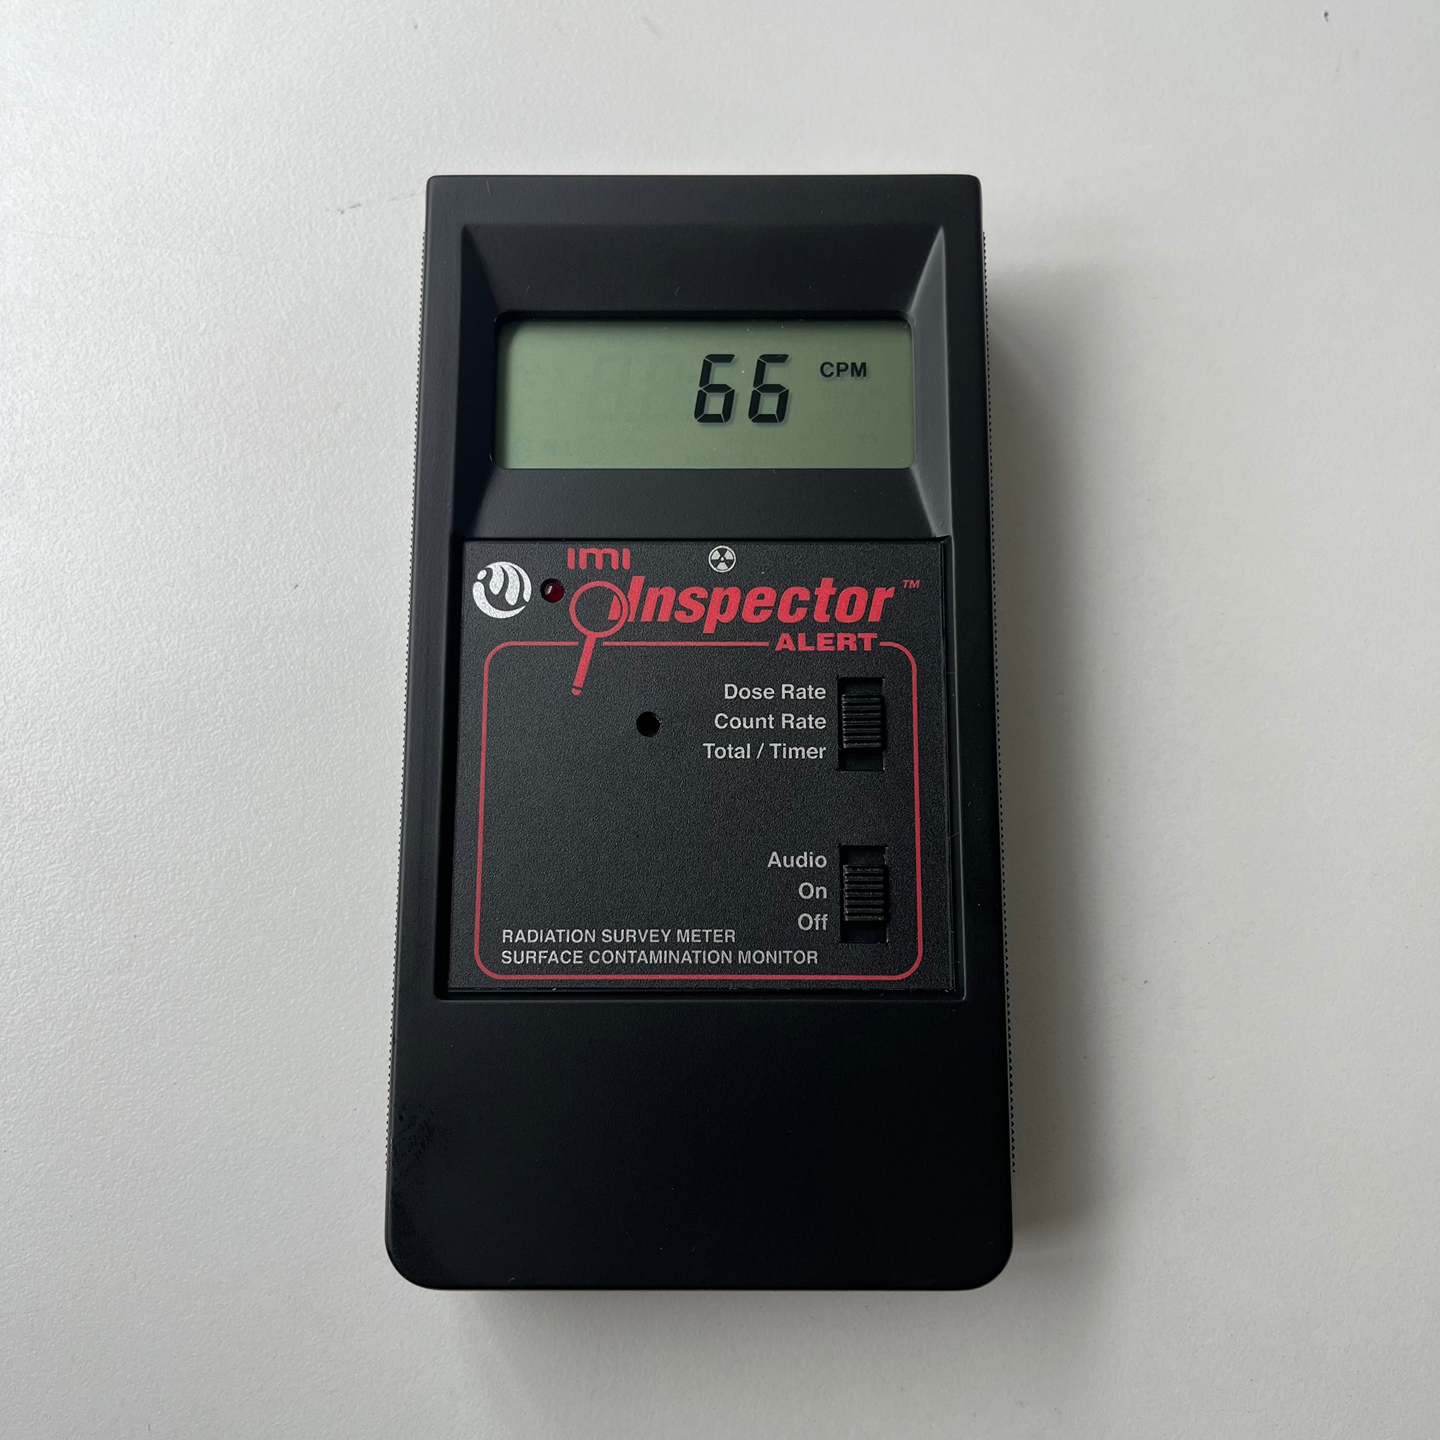 66 CPM
imi
Inspector™
ALERT
Dose Rate
Count Rate
Total / Timer
Audio
On
Off
RADIATION SURVEY METER
SURFACE CONTAMINATION MONITOR